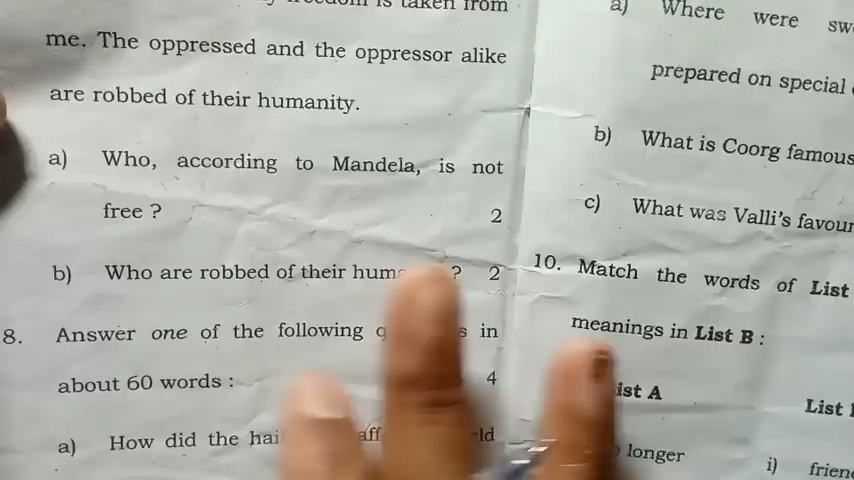 is taken from
me. The oppressed and the oppressor alike
are robbed of their humanity.
a) Who, according to Mandela, is not
free ? 2
b) Who are robbed of their ? 2
8. Answer one of the following in
about 60 words : 4
a) How did the
a) Where were
prepared on special
b) What is Coorg famous
c) What was Valli's
10. Match the words of List
meanings in List B :
List
longer
i)